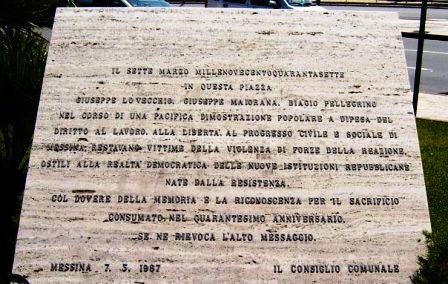 IL SETTE MARZO MILLENOVECENTOQUARANTASETTE
IN QUESTA PIAZZA
GIUSEPPE LO VECCHIO, GIUSEPPE MAIORANA, BIAGIO PELLEGRINO
NEL CORSO DI UNA PACIFICA DIMOSTRAZIONE POPOLARE A DIFESA DEL
DIRITTO AL LAVORO, ALLA LIBERTA', AL PROGRESSO CIVILE E SOCIALE DI
MESSINA, RESTAVANO VITTIME DELLA VIOLENZA DI FORZE DELLA REAZIONE,
OSTILI ALLA REALTA' DEMOCRATICA DELLE NUOVE ISTITUZIONI REPUBBLICANE
NATE DALLA RESISTENZA.
COL DOVERE DELLA MEMORIA E LA RICONOSCENZA PER IL SACRIFICIO
CONSUMATO, NEL QUARANTESIMO ANNIVERSARIO,
SE NE RIEVOCA L'ALTO MESSAGGIO.
MESSINA 7.3.1987 IL CONSIGLIO COMUNALE